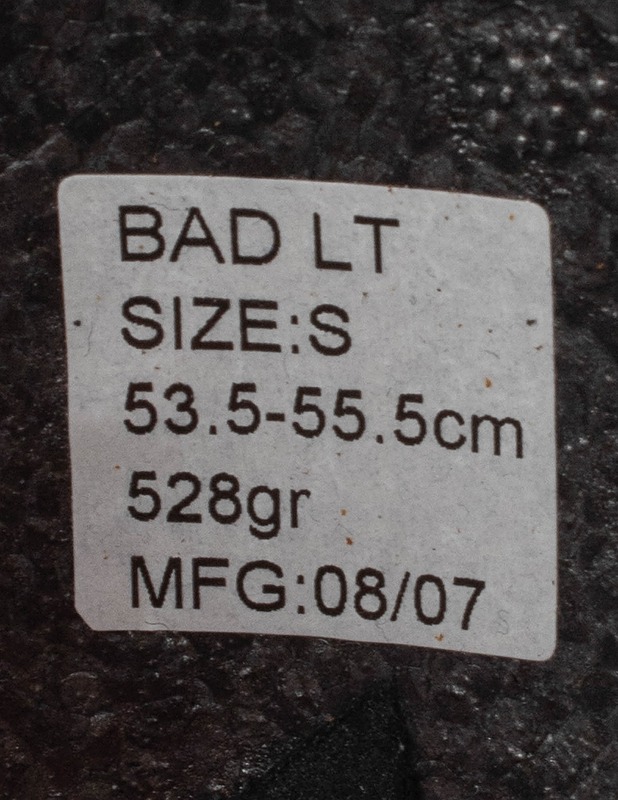 BAD LT
SIZE:S
53.5-55.5cm
528gr
MFG:08/07